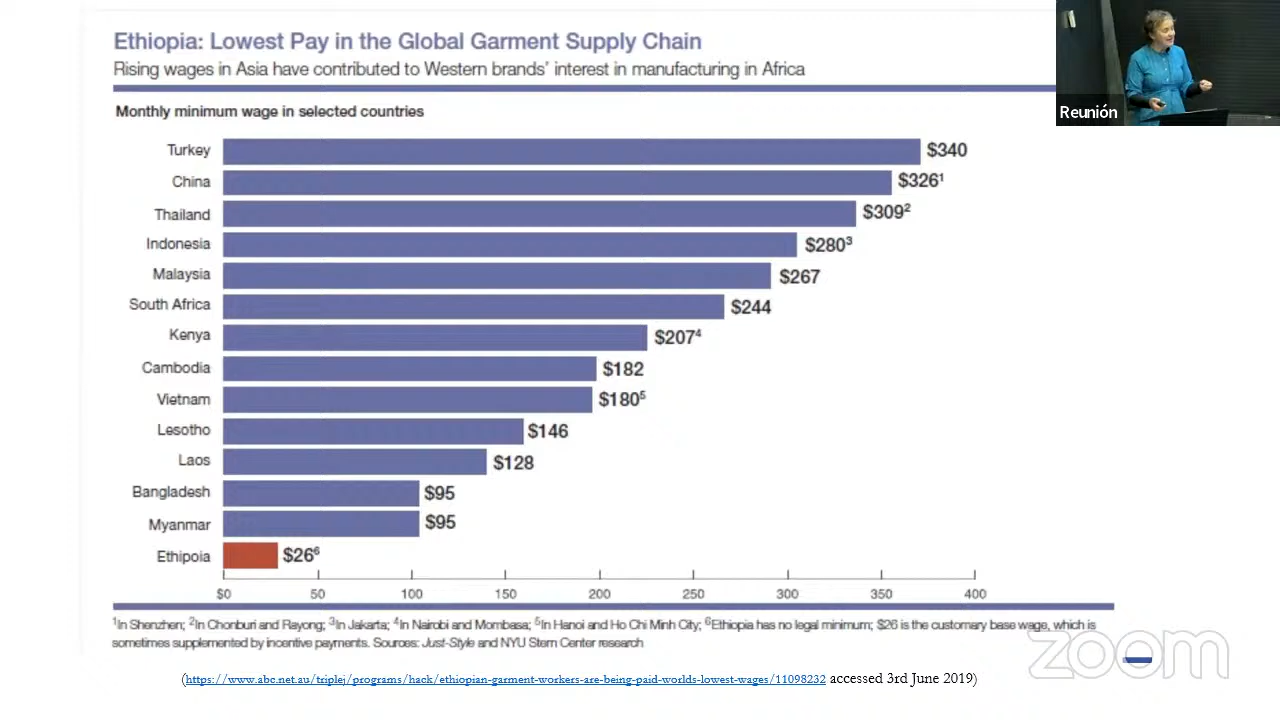 Ethiopia: Lowest Pay in the Global Garment Supply Chain
Rising wages in Asia have contributed to Western brands' interest in manufacturing in Africa
Reunión
Monthly minimum wage in selected countries
Turkey $340
China $326¹
Thailand $309²
Indonesia $280³
Malaysia $267
South Africa $244
Kenya $207⁴
Cambodia $182
Vietnam $180⁵
Lesotho $146
Laos $128
Bangladesh $95
Myanmar $95
Ethipoia $26⁶
$0 50 100 150 200 250 300 350 400
¹In Shenzhen; ²In Chonburi and Rayong; ³In Jakarta; ⁴In Nairobi and Mombasa; ⁵In Hanoi and Ho Chi Minh City; ⁶Ethiopia has no legal minimum; $26 is the customary base wage, which is
sometimes supplemented by incentive payments. Sources: Just-Style and NYU Stern Center research
zoom
(https://www.abc.net.au/triplej/programs/hack/ethiopian-garment-workers-are-being-paid-worlds-lowest-wages/11098232 accessed 3rd June 2019)